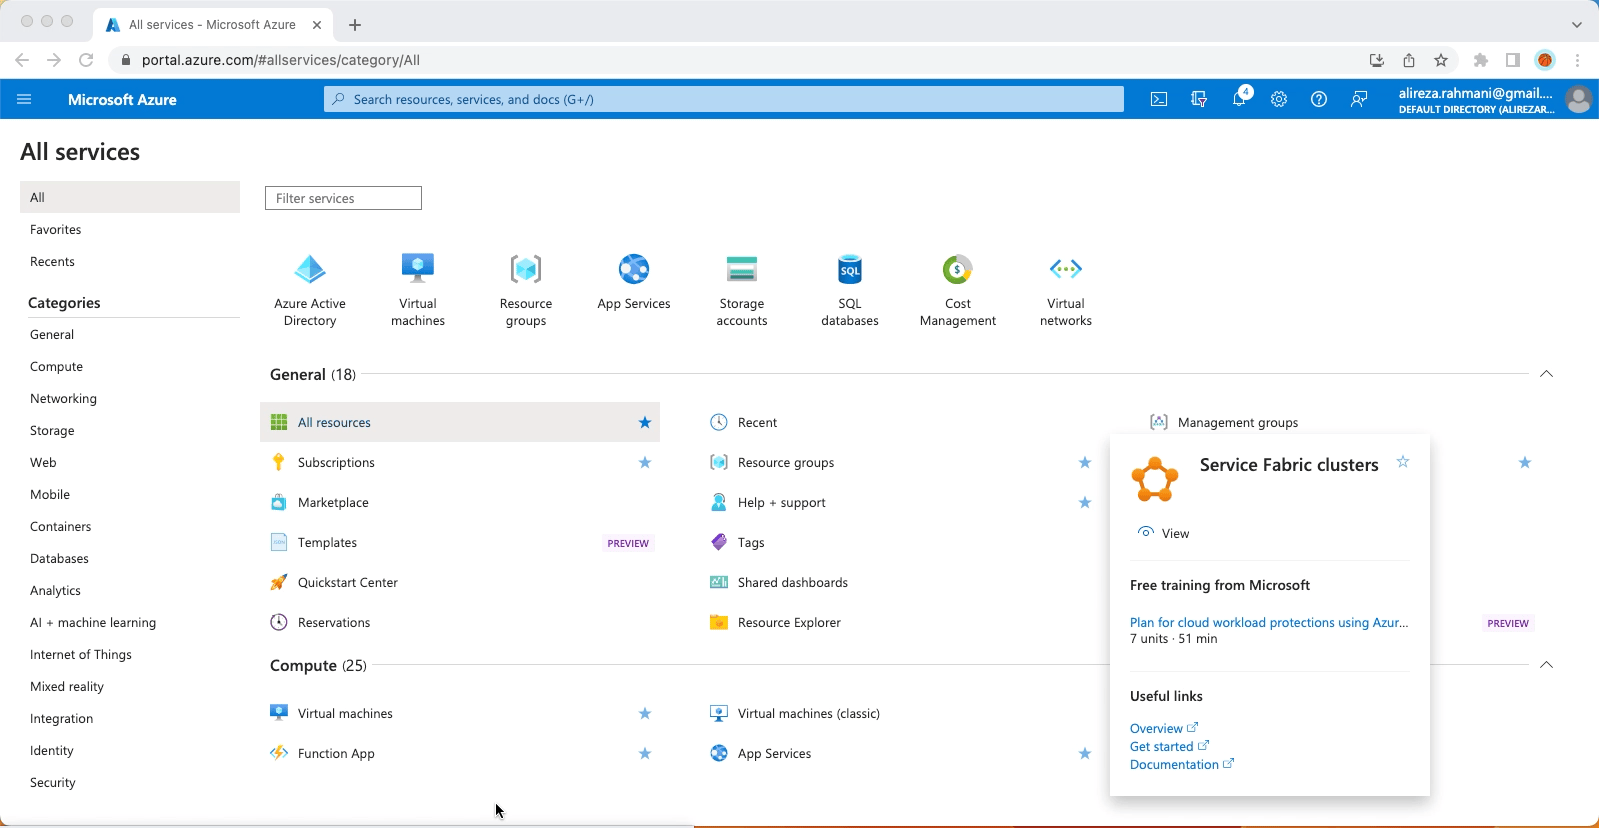 All services - Microsoft Azure
portal.azure.com/#allservices/category/All
Microsoft Azure
Search resources, services, and docs (G+/)
4
alireza.rahmani@gmail....
DEFAULT DIRECTORY (ALIREZAR...
All services
All
Favorites
Recents
Categories
General
Compute
Networking
Storage
Web
Mobile
Containers
Databases
Analytics
AI + machine learning
Internet of Things
Mixed reality
Integration
Identity
Security
Filter services
Azure Active
Directory
Virtual
machines
Resource
groups
App Services
Storage
accounts
SQL
SQL
databases
$
Cost
Management
Virtual
networks
General (18)
All resources
Recent
Management groups
Subscriptions
Resource groups
Marketplace
Help + support
Templates
PREVIEW
Tags
Quickstart Center
Shared dashboards
Reservations
Resource Explorer
PREVIEW
Compute (25)
Virtual machines
Virtual machines (classic)
Function App
App Services
Service Fabric clusters
View
Free training from Microsoft
Plan for cloud workload protections using Azur...
7 units · 51 min
Useful links
Overview
Get started
Documentation